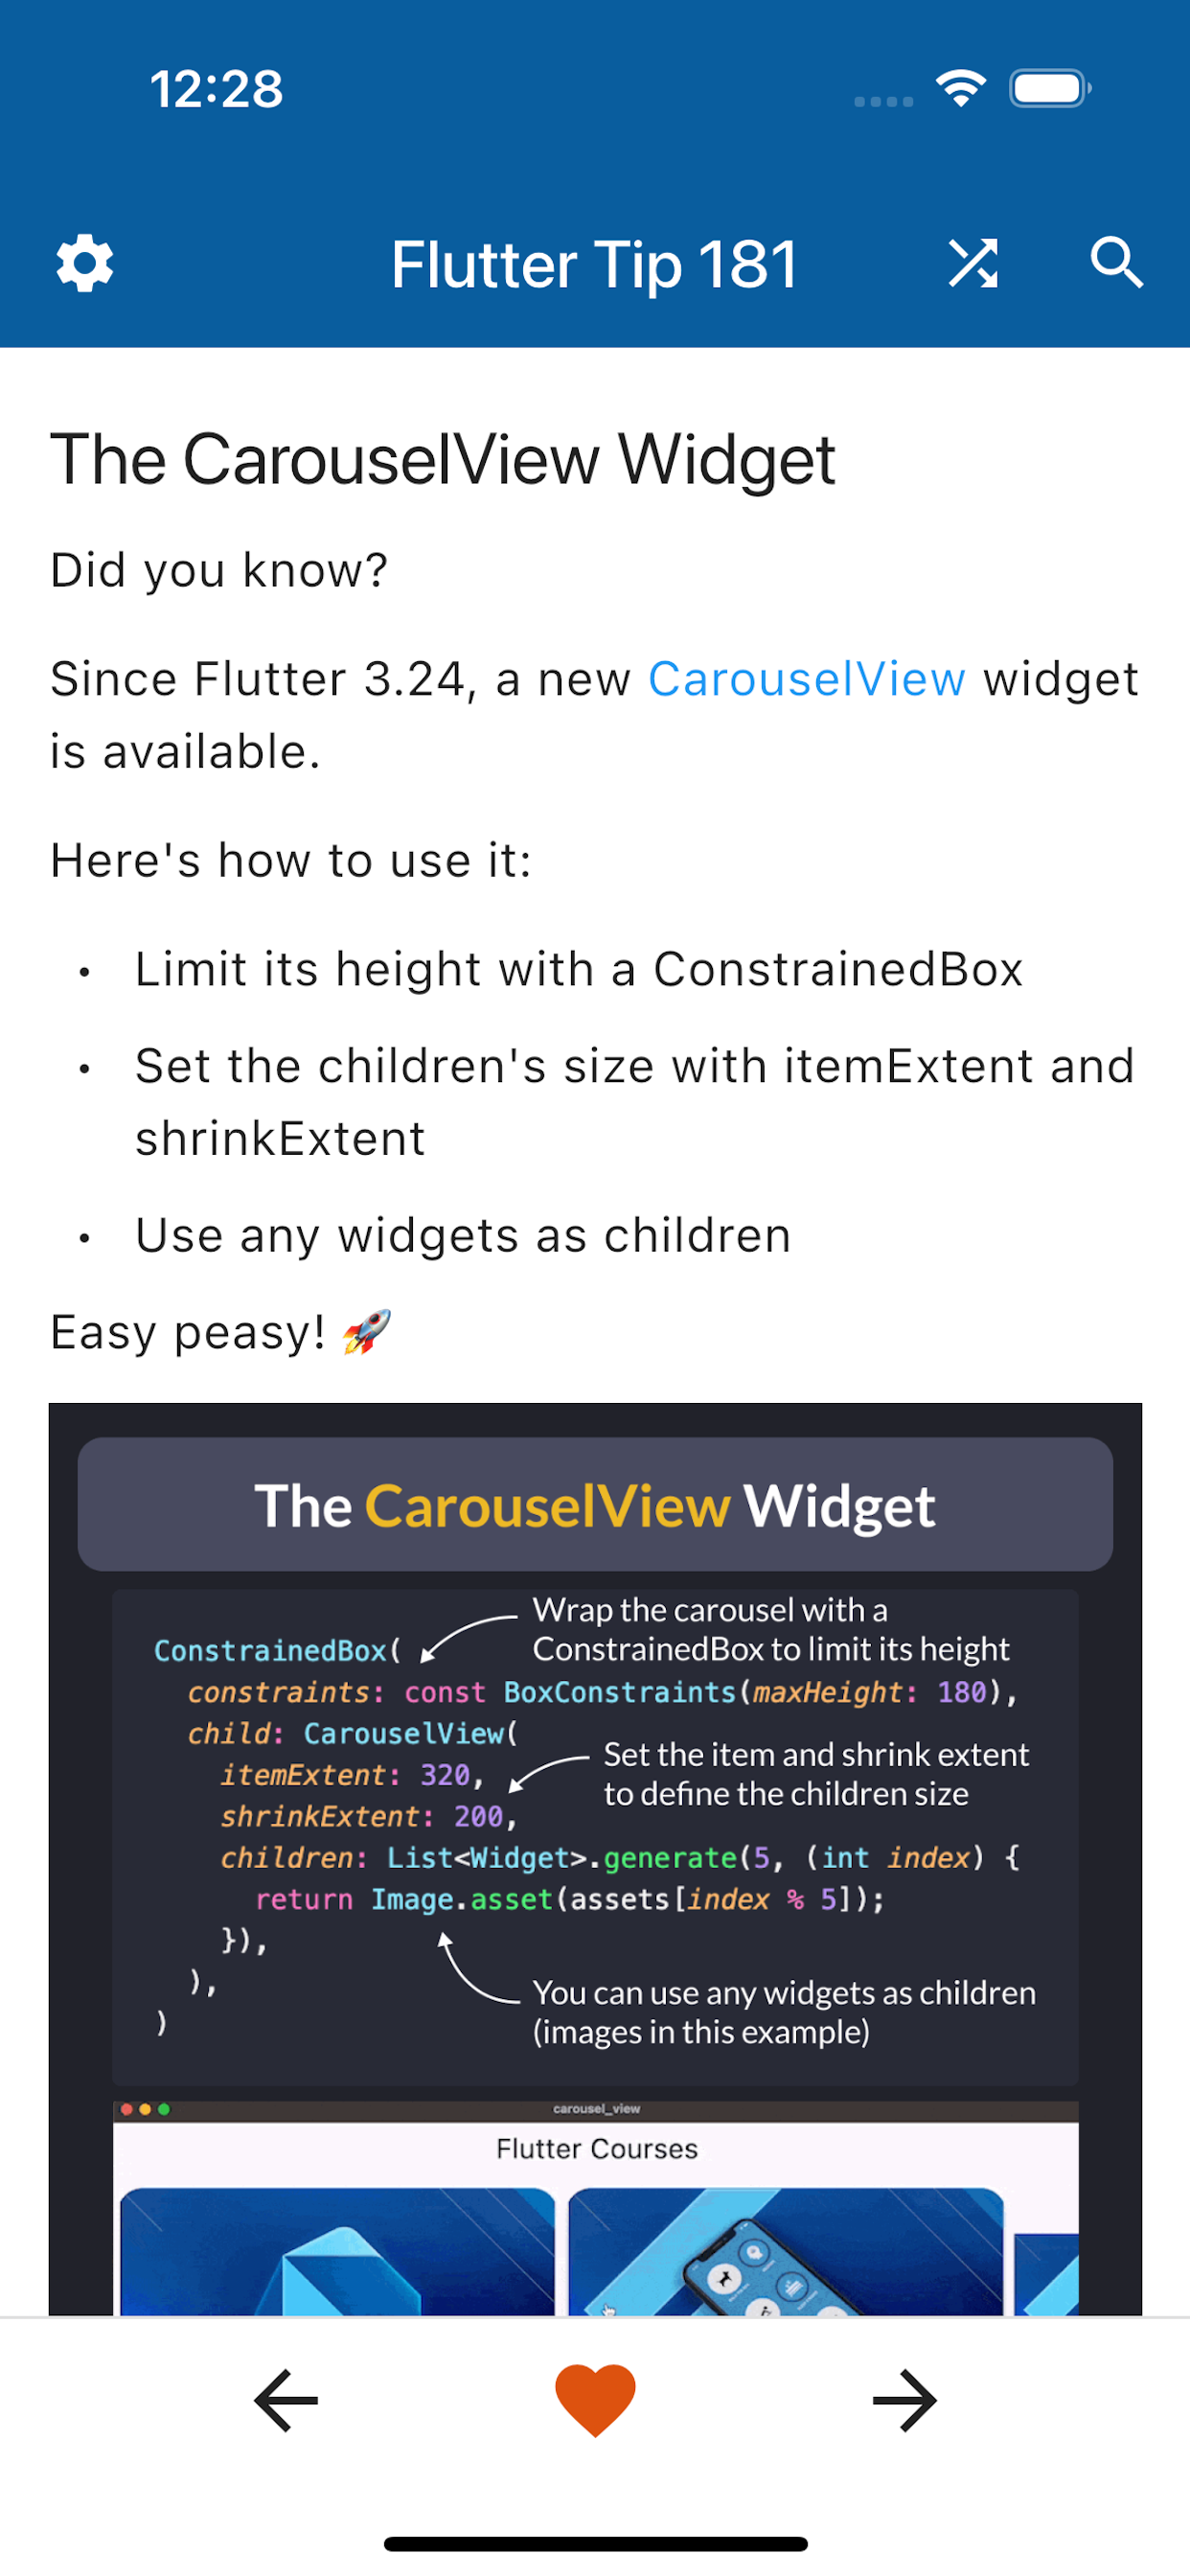 12:28
Flutter Tip 181
The CarouselView Widget
Did you know?
Since Flutter 3.24, a new CarouselView widget
is available.
Here's how to use it:
• Limit its height with a ConstrainedBox
• Set the children's size with itemExtent and
shrinkExtent
• Use any widgets as children
Easy peasy! 🚀
The CarouselView Widget
Wrap the carousel with a
ConstrainedBox to limit its height
ConstrainedBox(
constraints: const BoxConstraints(maxHeight: 180),
child: CarouselView(
Set the item and shrink extent
to define the children size
itemExtent: 320,
shrinkExtent: 200,
children: List<Widget>.generate(5, (int index) {
return Image.asset(assets[index % 5]);
}),
),
)
You can use any widgets as children
(images in this example)
carousel_view
Flutter Courses